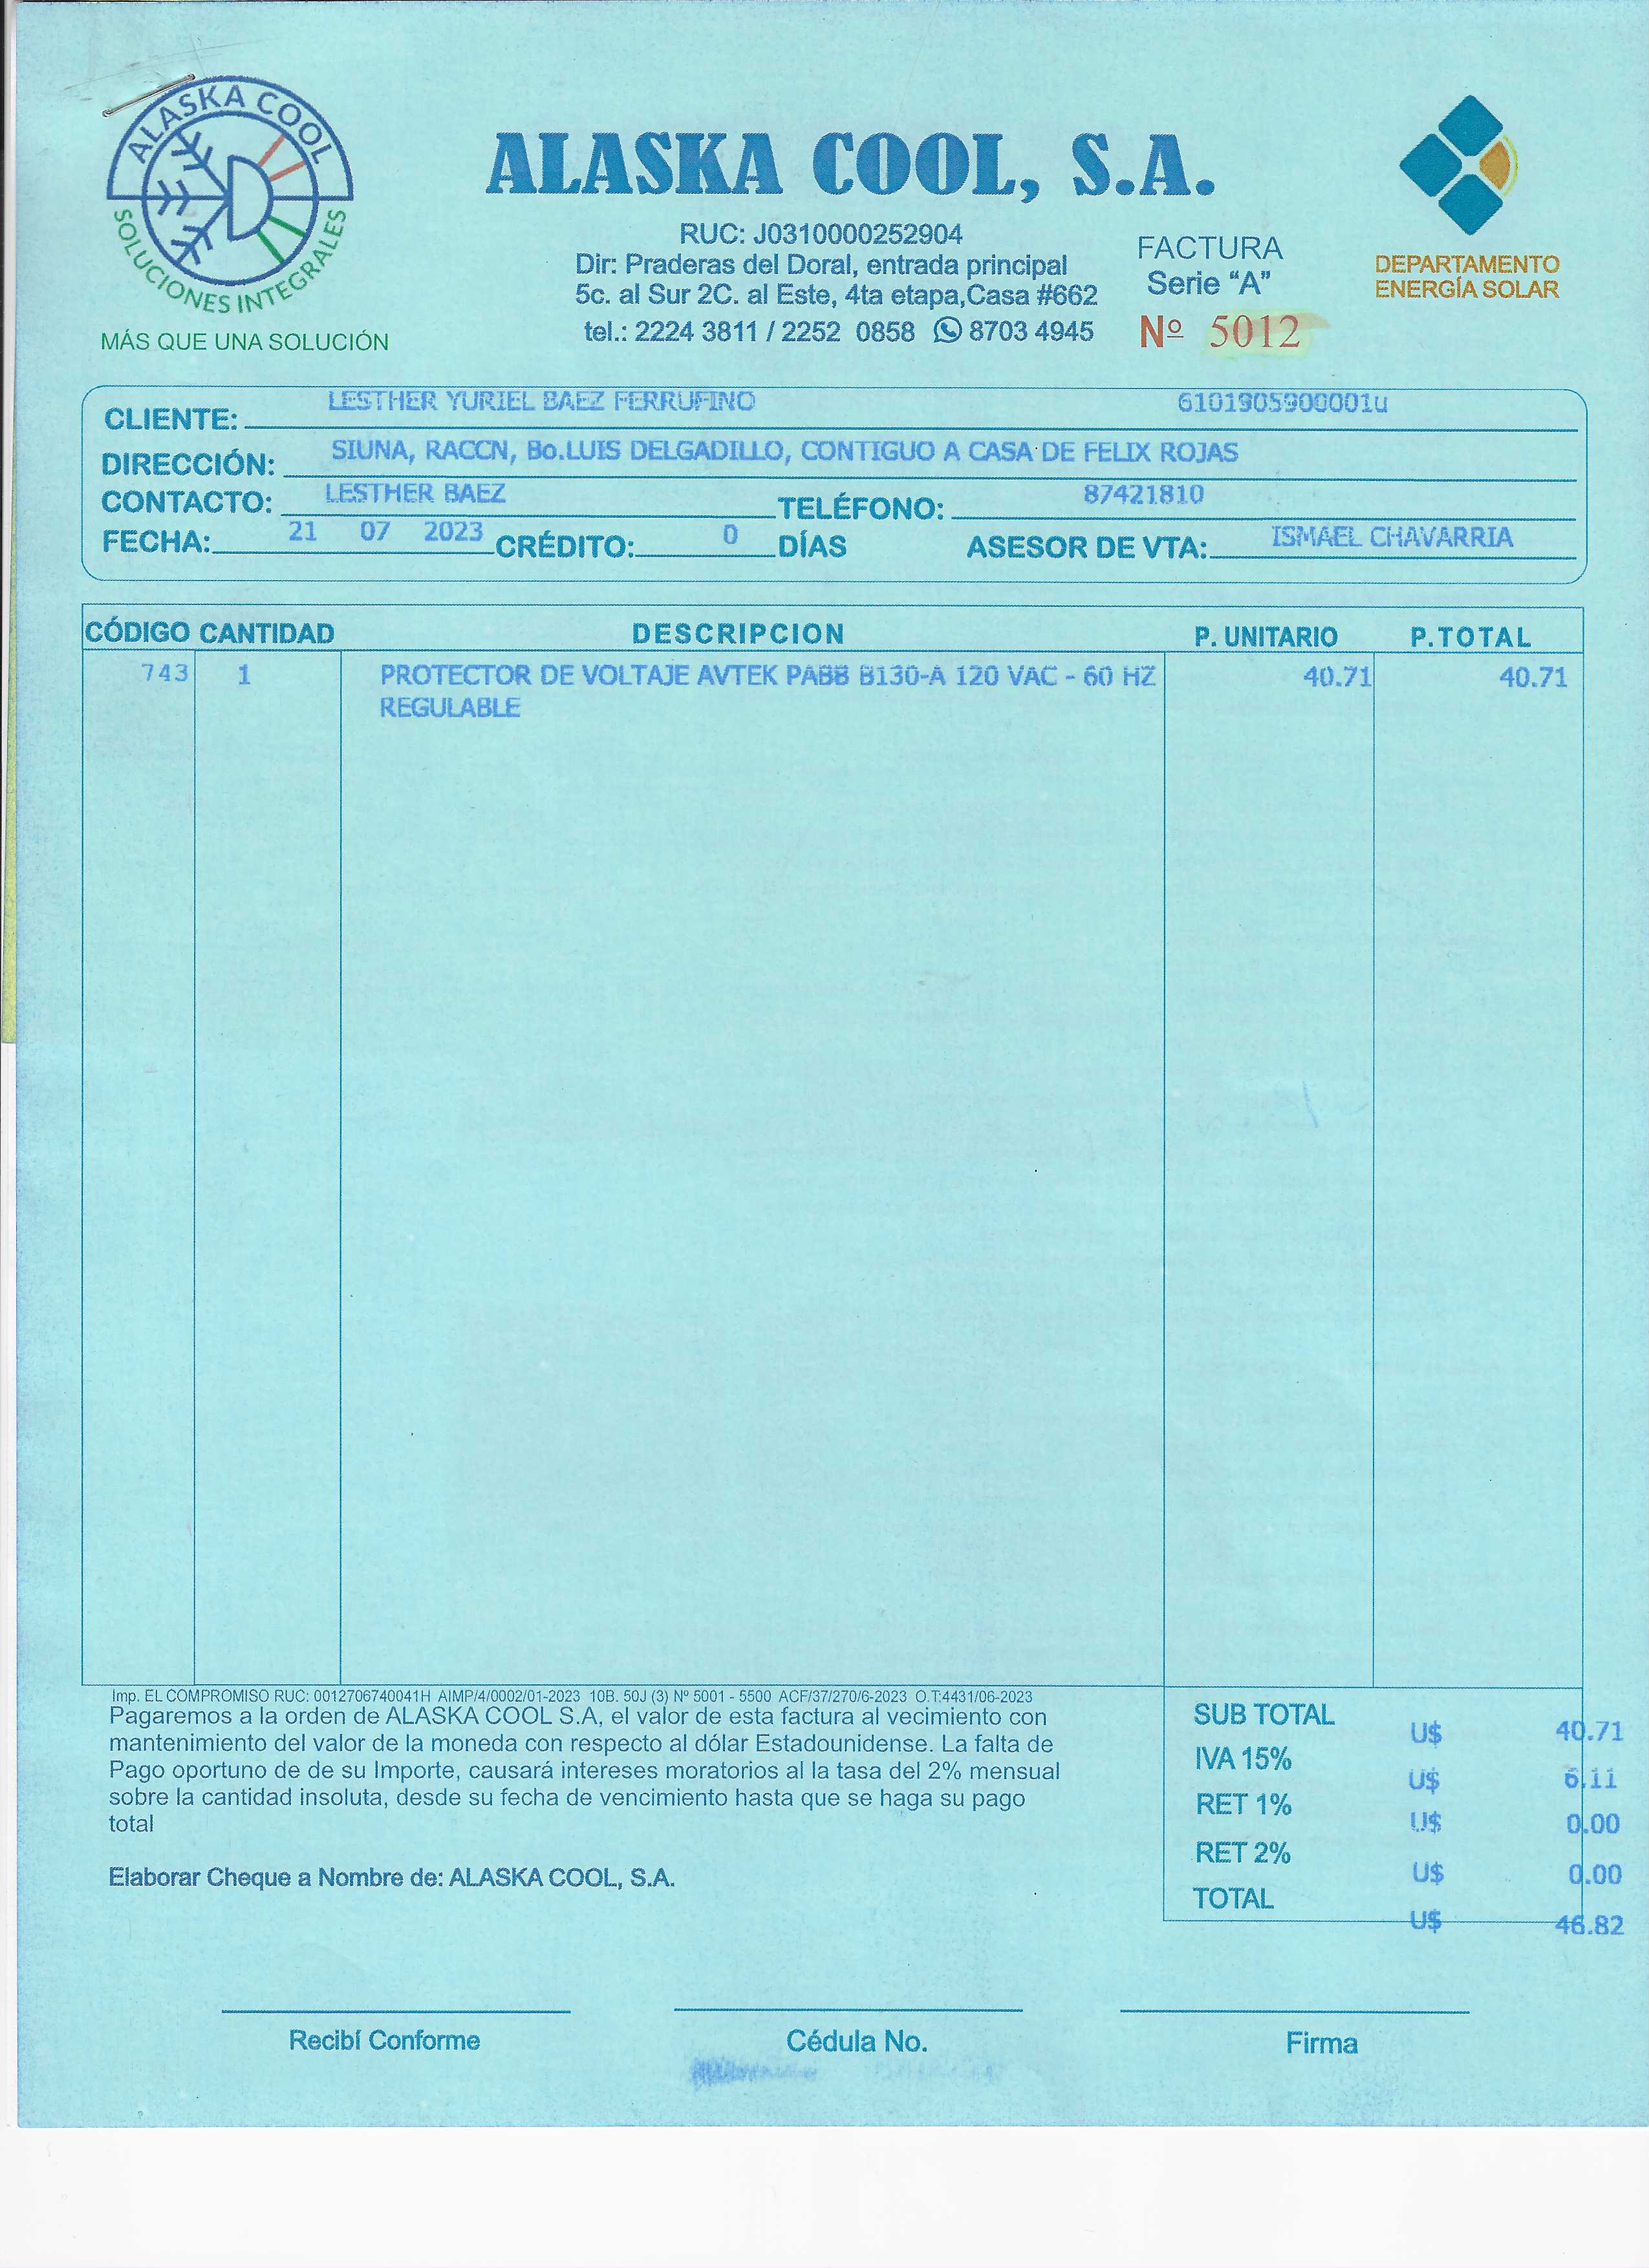 ALASKA COOL
SOLUCIONES INTEGRALES
MÁS QUE UNA SOLUCIÓN
ALASKA COOL, S.A.
RUC: J0310000252904
Dir: Praderas del Doral, entrada principal
5c. al Sur 2C. al Este, 4ta etapa,Casa #662
tel.: 2224 3811 / 2252 0858 8703 4945
FACTURA
Serie “A”
Nº 5012
DEPARTAMENTO
ENERGÍA SOLAR
CLIENTE: LESTHER YURIEL BAEZ FERRUFINO 6101905900001u
DIRECCIÓN: SIUNA, RACCN, Bo.LUIS DELGADILLO, CONTIGUO A CASA DE FELIX ROJAS
CONTACTO: LESTHER BAEZ TELÉFONO: 87421810
FECHA: 21 07 2023 CRÉDITO: 0 DÍAS ASESOR DE VTA: ISMAEL CHAVARRIA
CÓDIGO CANTIDAD DESCRIPCION P. UNITARIO P.TOTAL
743 1 PROTECTOR DE VOLTAJE AVTEK PABB B130-A 120 VAC - 60 HZ 40.71 40.71
REGULABLE
Imp. EL COMPROMISO RUC: 0012706740041H AIMP/4/0002/01-2023 10B. 50J (3) Nº 5001 - 5500 ACF/37/270/6-2023 O.T:4431/06-2023
Pagaremos a la orden de ALASKA COOL S.A, el valor de esta factura al vecimiento con
mantenimiento del valor de la moneda con respecto al dólar Estadounidense. La falta de
Pago oportuno de de su Importe, causará intereses moratorios al la tasa del 2% mensual
sobre la cantidad insoluta, desde su fecha de vencimiento hasta que se haga su pago
total
Elaborar Cheque a Nombre de: ALASKA COOL, S.A.
SUB TOTAL U$ 40.71
IVA 15% U$ 6.11
RET 1% U$ 0.00
RET 2% U$ 0.00
TOTAL U$ 46.82
Recibí Conforme Cédula No. Firma